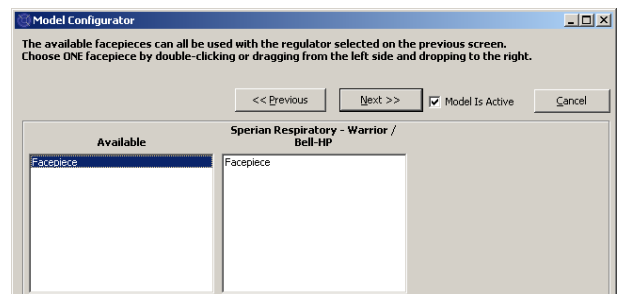 Model Configurator
The available facepieces can all be used with the regulator selected on the previous screen.
Choose ONE facepiece by double-clicking or dragging from the left side and dropping to the right.
<< Previous Next >> Model Is Active Cancel
Sperian Respiratory - Warrior /
Available Bell-HP
Facepiece Facepiece